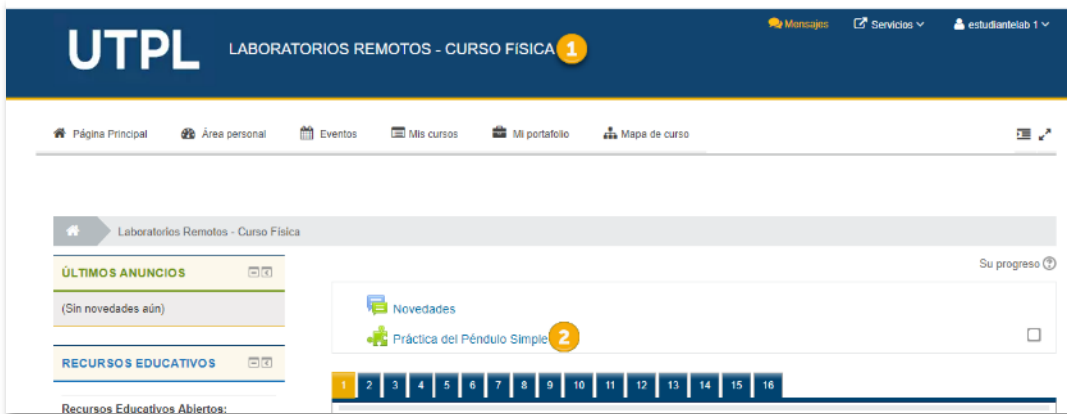 Mensajes Servicios estudiantelab 1
UTPL LABORATORIOS REMOTOS - CURSO FÍSICA 1
Página Principal Área personal Eventos Mis cursos Mi portafolio Mapa de curso
Laboratorios Remotos - Curso Física
Su progreso
ÚLTIMOS ANUNCIOS
(Sin novedades aún)
Novedades
Práctica del Péndulo Simple 2
RECURSOS EDUCATIVOS
1 2 3 4 5 6 7 8 9 10 11 12 13 14 15 16
Recursos Educativos Abiertos: